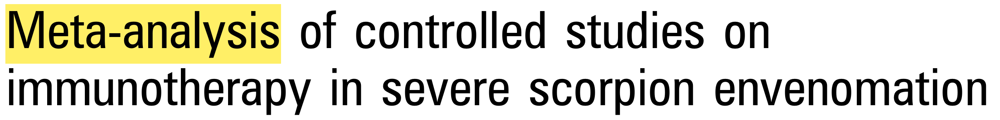 Meta-analysis of controlled studies on
immunotherapy in severe scorpion envenomation